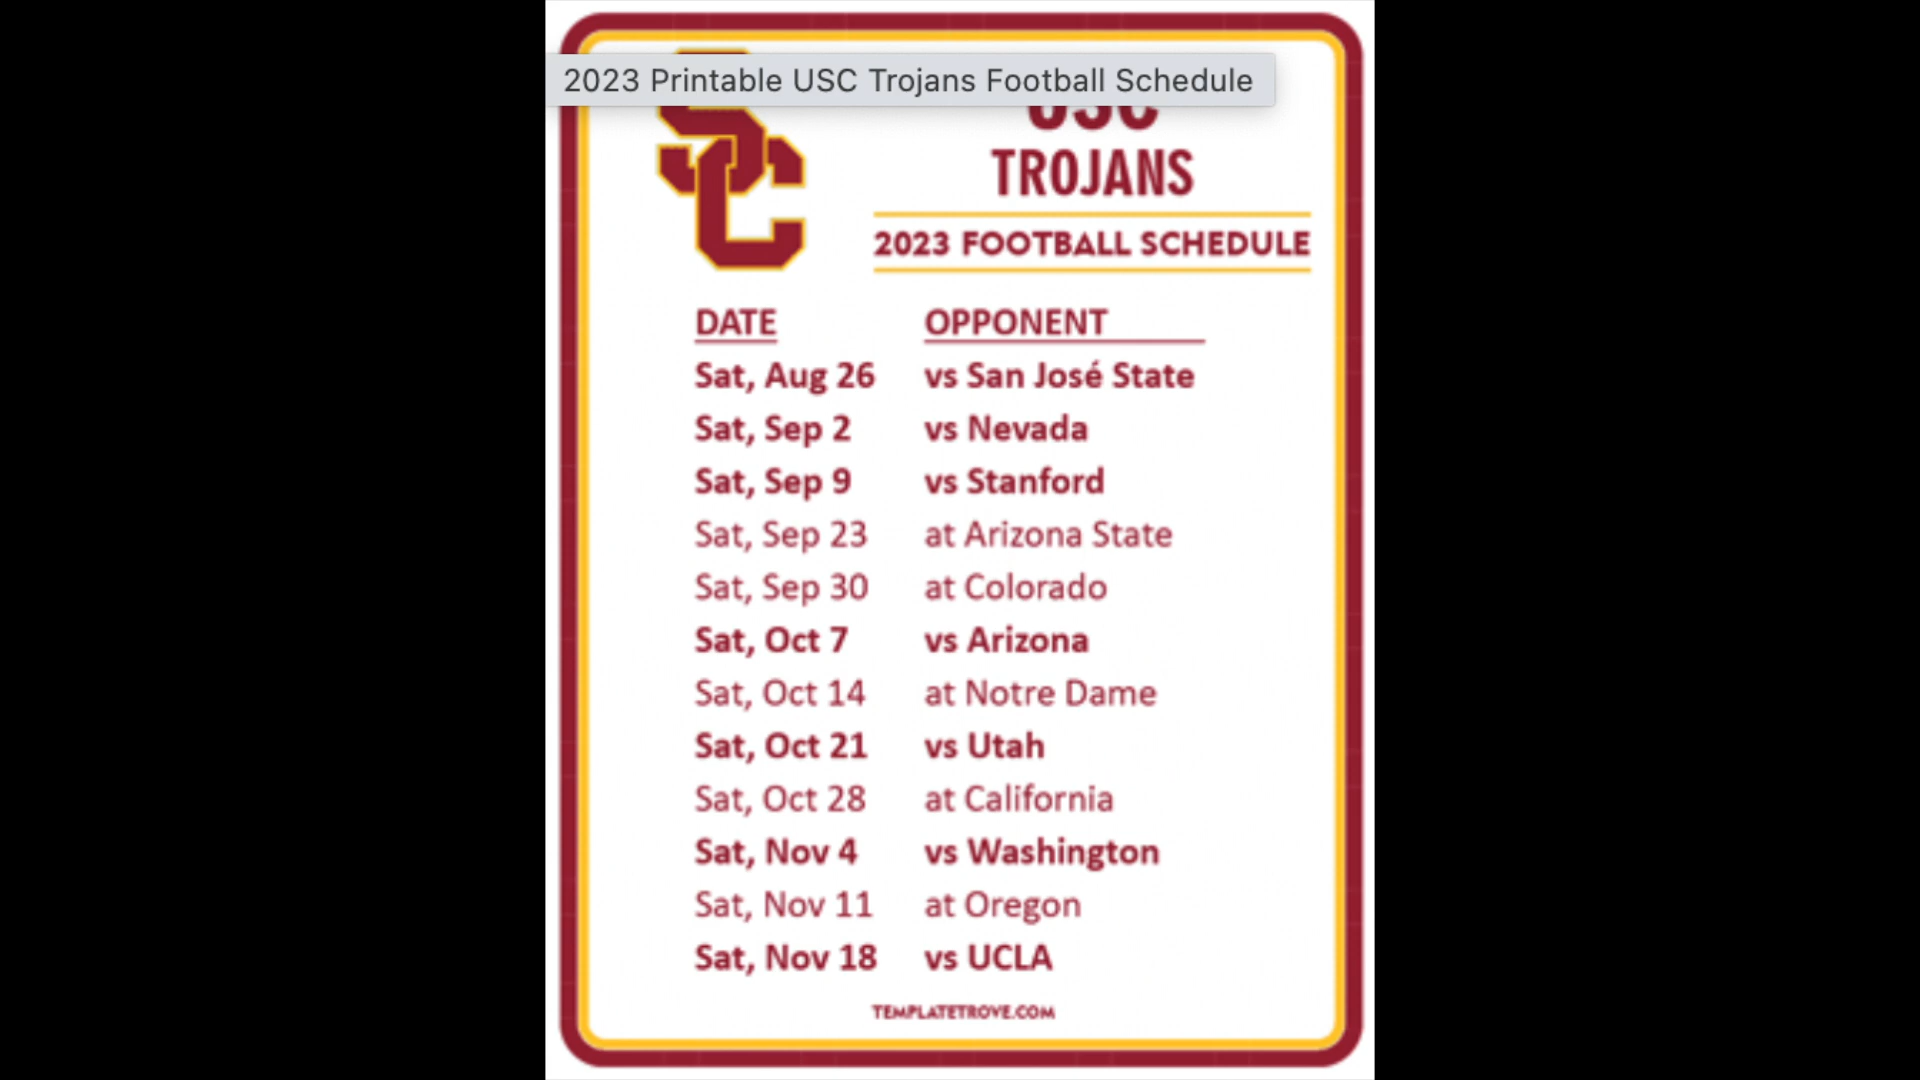 2023 Printable USC Trojans Football Schedule
SC
USC
TROJANS
2023 FOOTBALL SCHEDULE
DATE OPPONENT
Sat, Aug 26 vs San José State
Sat, Sep 2 vs Nevada
Sat, Sep 9 vs Stanford
Sat, Sep 23 at Arizona State
Sat, Sep 30 at Colorado
Sat, Oct 7 vs Arizona
Sat, Oct 14 at Notre Dame
Sat, Oct 21 vs Utah
Sat, Oct 28 at California
Sat, Nov 4 vs Washington
Sat, Nov 11 at Oregon
Sat, Nov 18 vs UCLA
TEMPLATETROVE.COM